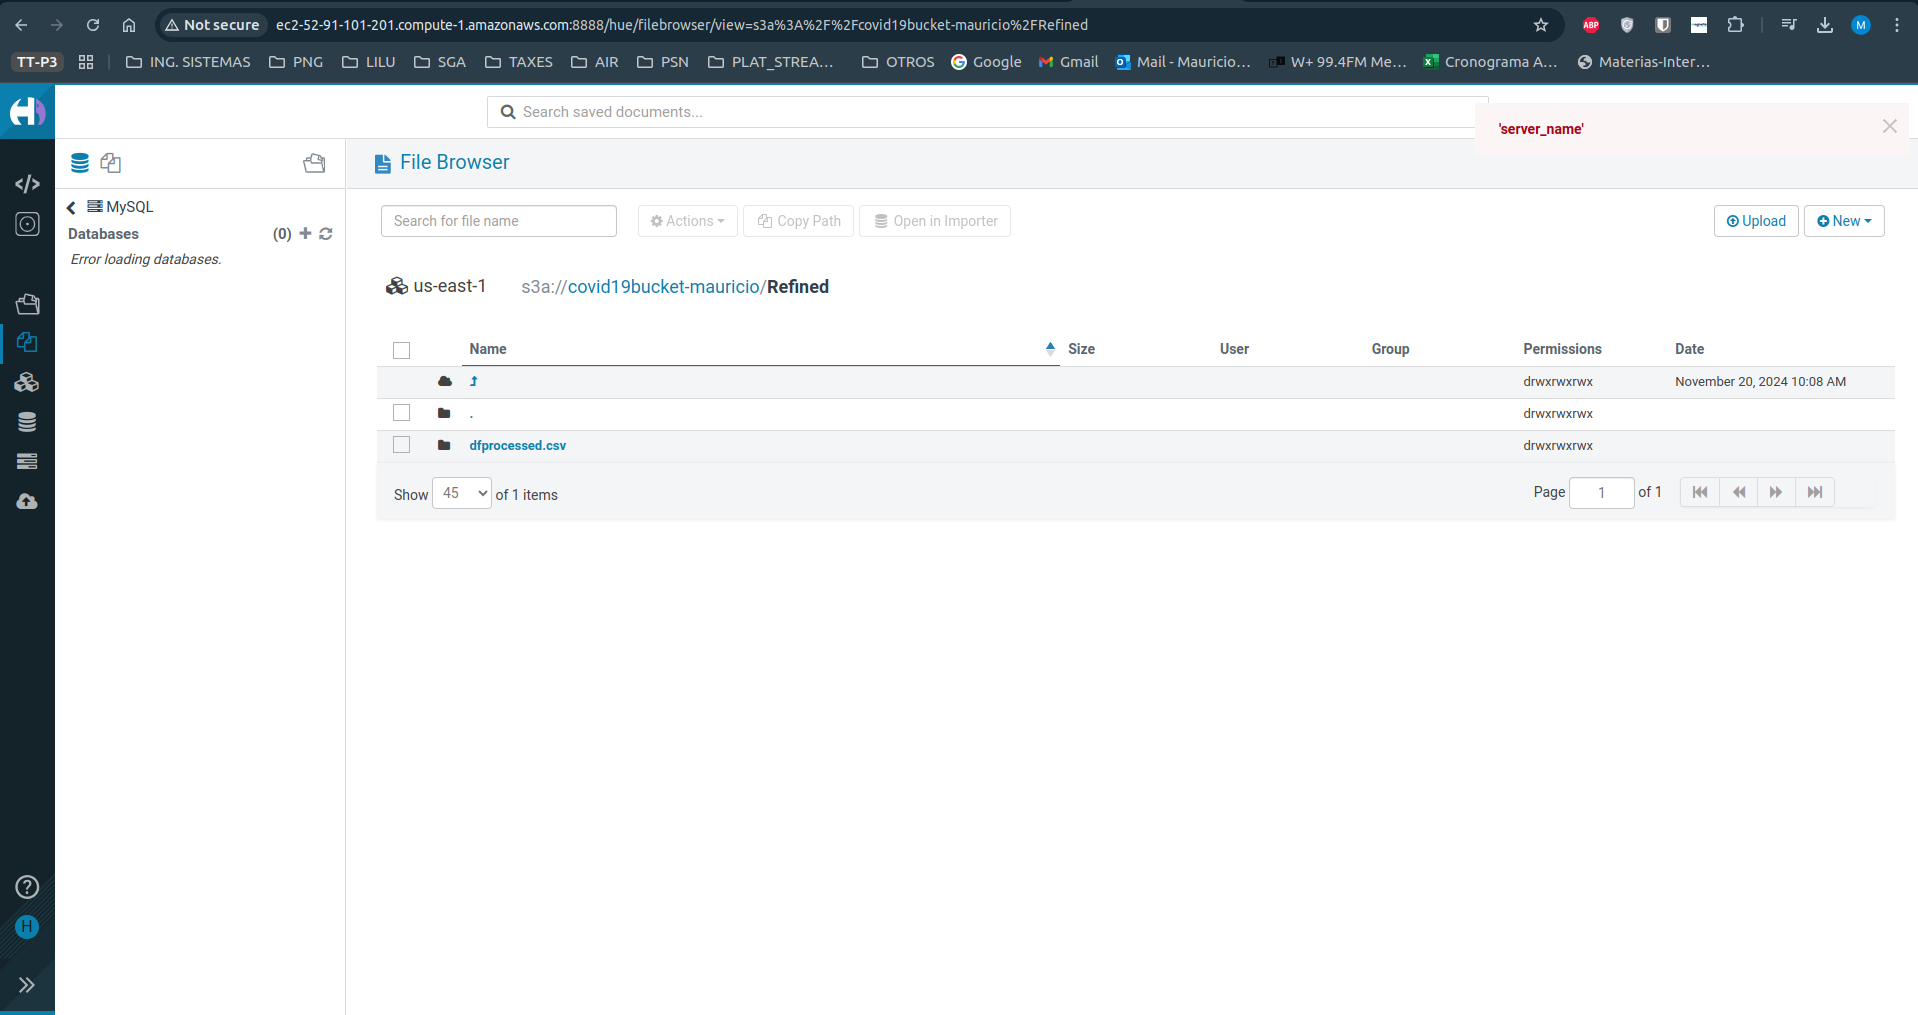 Not secure ec2-52-91-101-201.compute-1.amazonaws.com:8888/hue/filebrowser/view=s3a%3A%2F%2Fcovid19bucket-mauricio%2FRefined ABP M
TT-P3 ING. SISTEMAS PNG LILU SGA TAXES AIR PSN PLAT_STREA... OTROS Google Gmail Mail - Mauricio... W+ 99.4FM Me... Cronograma A... Materias-Inter...
Search saved documents...
'server_name'
File Browser
MySQL
Databases (0)
Error loading databases.
Search for file name Actions Copy Path Open in Importer Upload New
us-east-1 s3a://covid19bucket-mauricio/Refined
Name Size User Group Permissions Date
drwxrwxrwx November 20, 2024 10:08 AM
. drwxrwxrwx
dfprocessed.csv drwxrwxrwx
Show 45 of 1 items Page 1 of 1
H